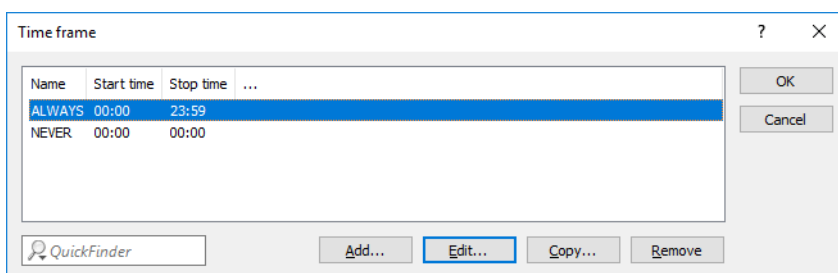 Time frame ? ×
Name Start time Stop time ...
ALWAYS 00:00 23:59
NEVER 00:00 00:00
OK
Cancel
QuickFinder
Add... Edit... Copy... Remove